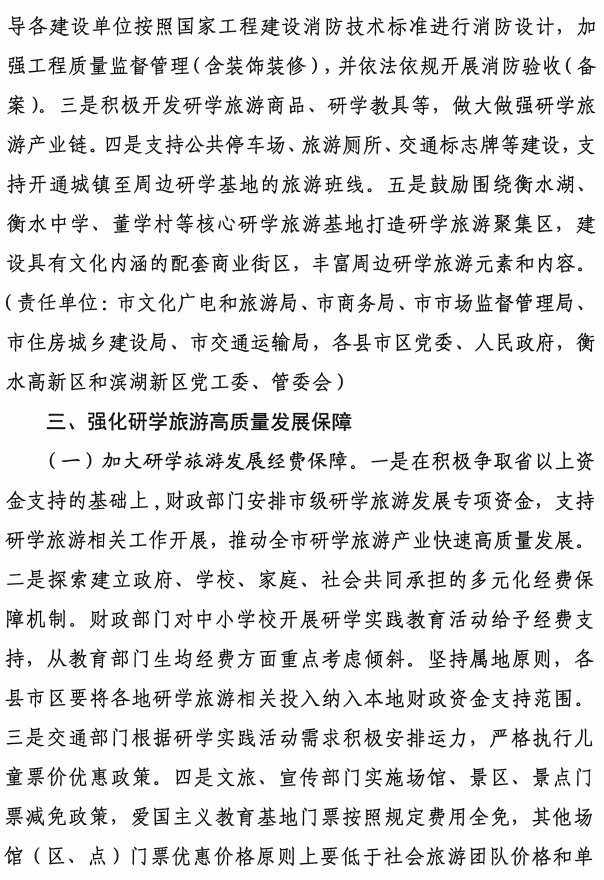 导各建设单位按照国家工程建设消防技术标准进行消防设计，加
强工程质量监督管理（含装饰装修），并依法依规开展消防验收（备
案）。三是积极开发研学旅游商品、研学教具等，做大做强研学旅
游产业链。四是支持公共停车场、旅游厕所、交通标志牌等建设，支
持开通城镇至周边研学基地的旅游班线。五是鼓励围绕衡水湖、
衡水中学、董学村等核心研学旅游基地打造研学旅游聚集区，建
设具有文化内涵的配套商业街区，丰富周边研学旅游元素和内容。
（责任单位：市文化广电和旅游局、市商务局、市市场监督管理局、
市住房城乡建设局、市交通运输局，各县市区党委、人民政府，衡
水高新区和滨湖新区党工委、管委会）
三、强化研学旅游高质量发展保障
（一）加大研学旅游发展经费保障。一是在积极争取省以上资
金支持的基础上,财政部门安排市级研学旅游发展专项资金，支持
研学旅游相关工作开展，推动全市研学旅游产业快速高质量发展。
二是探索建立政府、学校、家庭、社会共同承担的多元化经费保
障机制。财政部门对中小学校开展研学实践教育活动给予经费支
持，从教育部门生均经费方面重点考虑倾斜。坚持属地原则，各
县市区要将各地研学旅游相关投入纳入本地财政资金支持范围。
三是交通部门根据研学实践活动需求积极安排运力，严格执行儿
童票价优惠政策。四是文旅、宣传部门实施场馆、景区、景点门
票减免政策，爱国主义教育基地门票按照规定费用全免，其他场
馆（区、点）门票优惠价格原则上要低于社会旅游团队价格和单